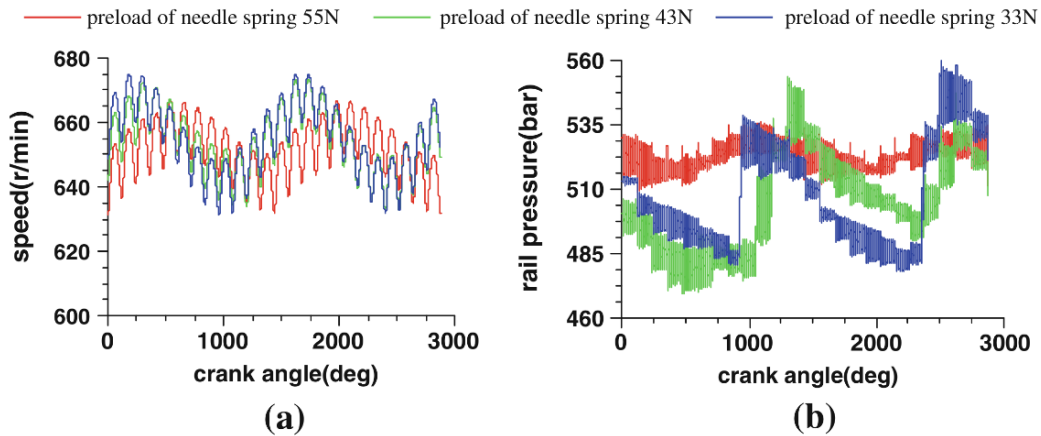 preload of needle spring 55N preload of needle spring 43N preload of needle spring 33N
680
660
640
620
600
speed(r/min)
0 1000 2000 3000
crank angle(deg)
(a)
560
535
510
485
460
rail pressure(bar)
0 1000 2000 3000
crank angle(deg)
(b)